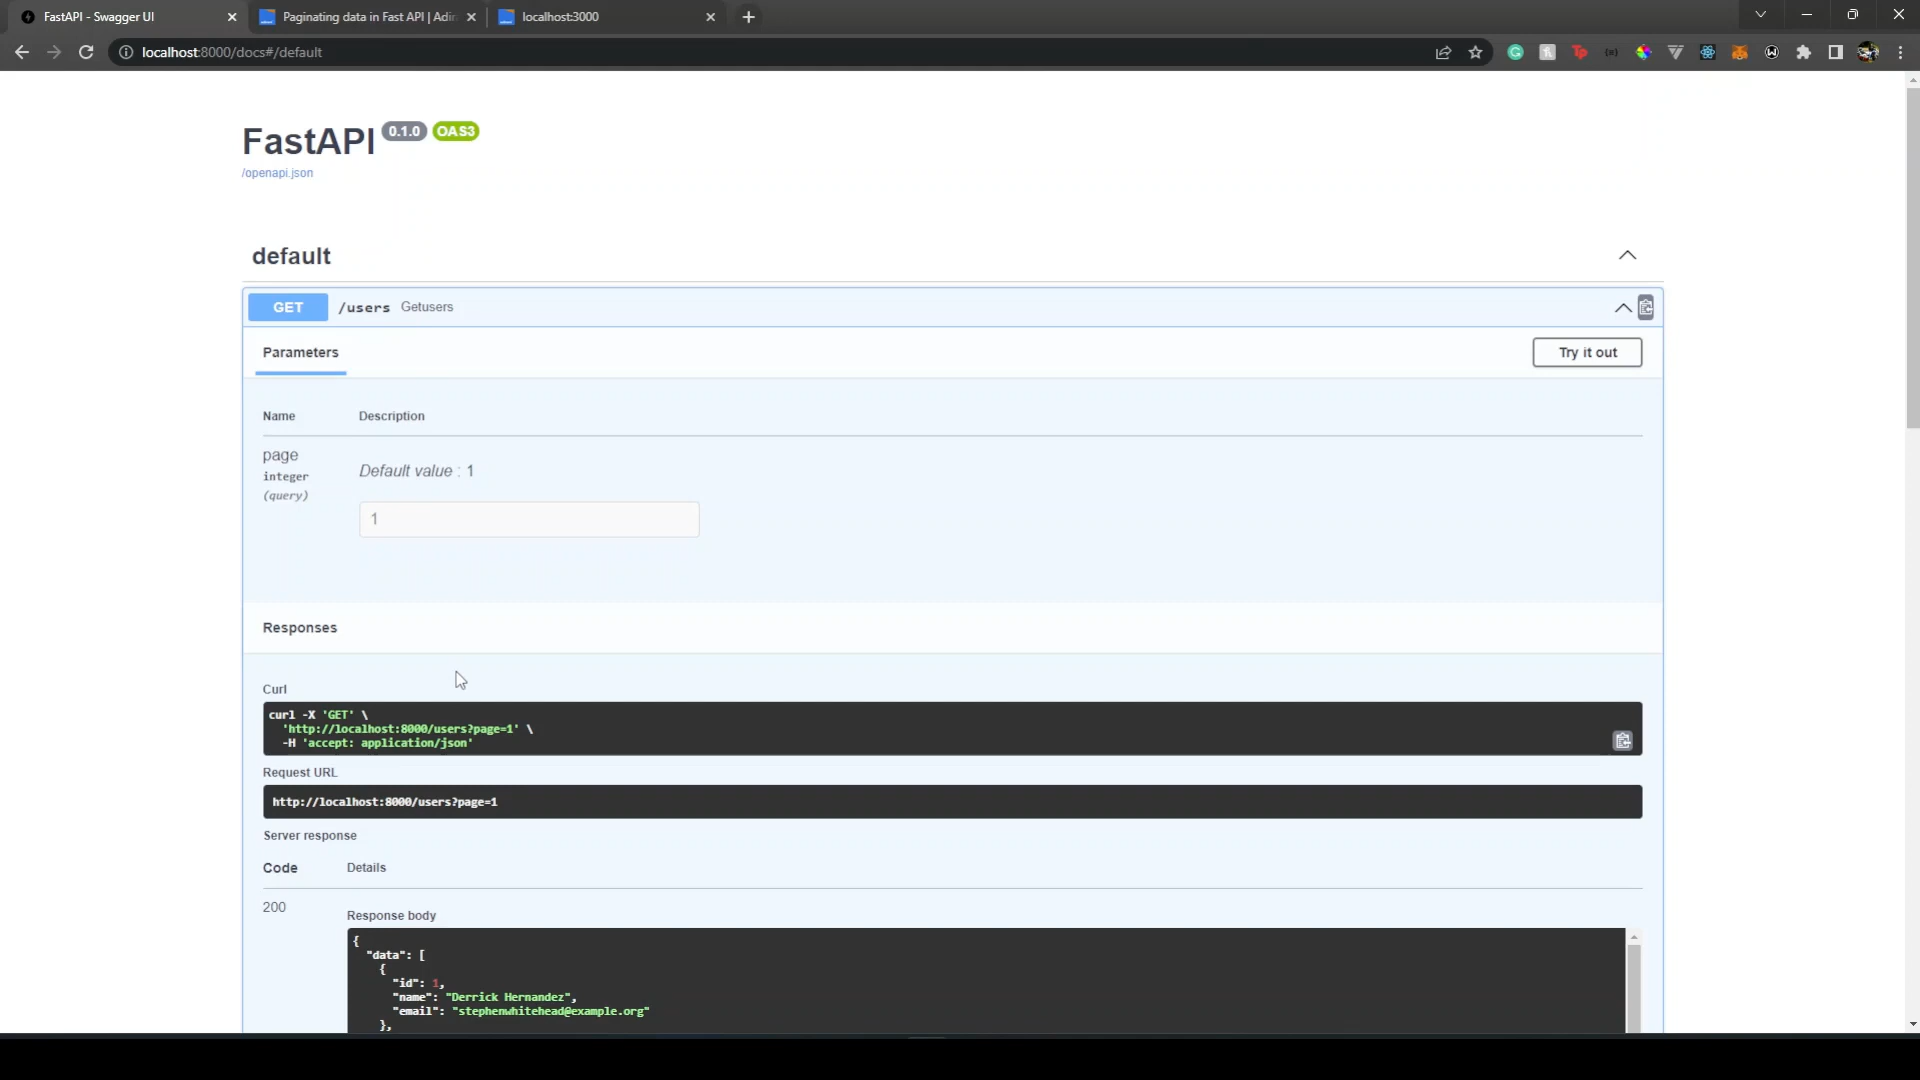 FastAPI - Swagger UI
Paginating data in Fast API | Adir
localhost:3000
localhost:8000/docs#/default
FastAPI 0.1.0 OAS3
/openapi.json
default
GET /users Getusers
Parameters
Try it out
Name Description
page
integer
(query)
Default value : 1
1
Responses
Curl
curl -X 'GET' \
'http://localhost:8000/users?page=1' \
-H 'accept: application/json'
Request URL
http://localhost:8000/users?page=1
Server response
Code Details
200
Response body
{
"data": [
{
"id": 1,
"name": "Derrick Hernandez",
"email": "stephenwhitehead@example.org"
},